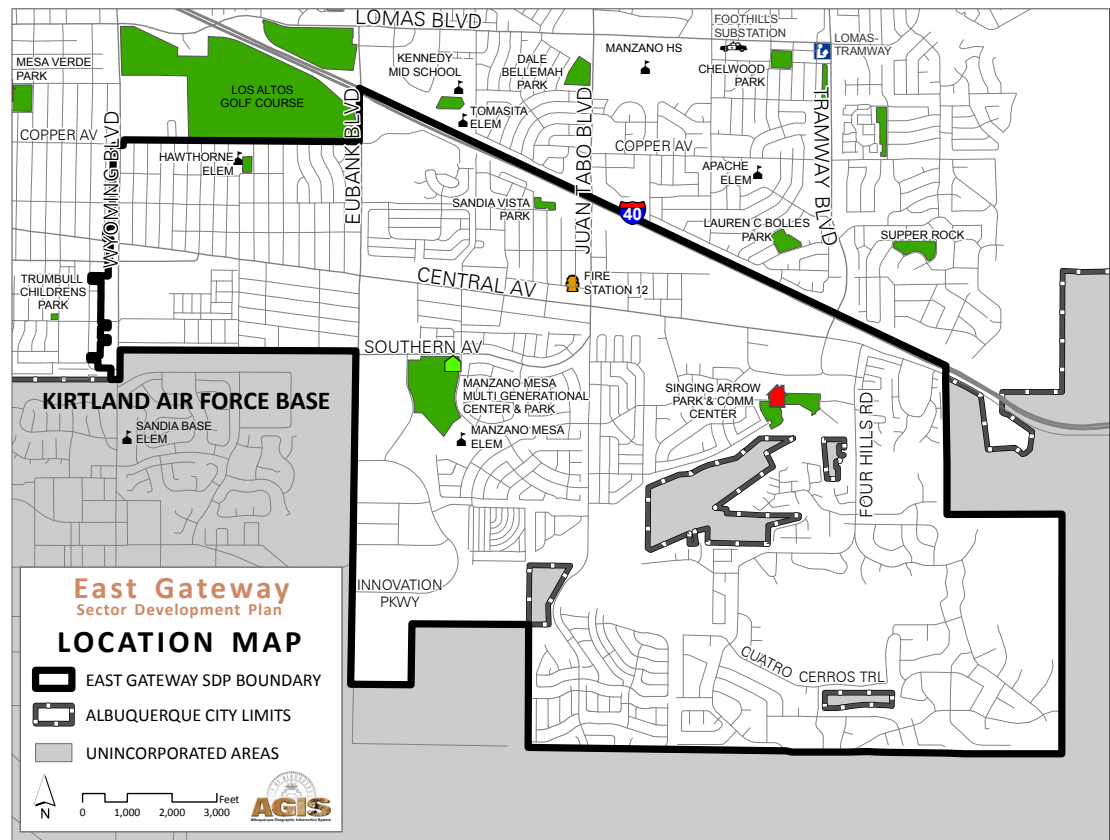 LOMAS BLVD
FOOTHILLS
SUBSTATION
LOMAS-
TRAMWAY
MESA VERDE
PARK
KENNEDY
MID SCHOOL
DALE
BELLEMAH
PARK
MANZANO HS
CHELWOOD
PARK
LOS ALTOS
GOLF COURSE
TOMASITA
ELEM
COPPER AV
COPPER AV
HAWTHORNE
ELEM
APACHE
ELEM
WYOMING BLVD
EUBANK BLVD
JUAN TABO BLVD
TRAMWAY BLVD
SANDIA VISTA
PARK
40
LAUREN C BOLLES
PARK
SUPPER ROCK
TRUMBULL
CHILDRENS
PARK
CENTRAL AV
FIRE
STATION 12
SOUTHERN AV
KIRTLAND AIR FORCE BASE
MANZANO MESA
MULTI GENERATIONAL
CENTER & PARK
SINGING ARROW
PARK & COMM
CENTER
FOUR HILLS RD
SANDIA BASE
ELEM
MANZANO MESA
ELEM
INNOVATION
PKWY
CUATRO CERROS TRL
East Gateway
Sector Development Plan
LOCATION MAP
EAST GATEWAY SDP BOUNDARY
ALBUQUERQUE CITY LIMITS
UNINCORPORATED AREAS
N
Feet
0 1,000 2,000 3,000
AGIS
Albuquerque Geographic Information System